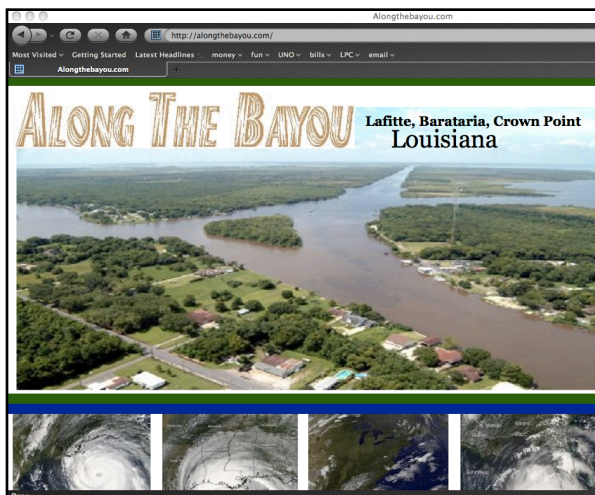 Alongthebayou.com
http://alongthebayou.com/
Most Visited Getting Started Latest Headlines money fun UNO bills LPC email
Alongthebayou.com +
ALONG THE BAYOU
Lafitte, Barataria, Crown Point
Louisiana